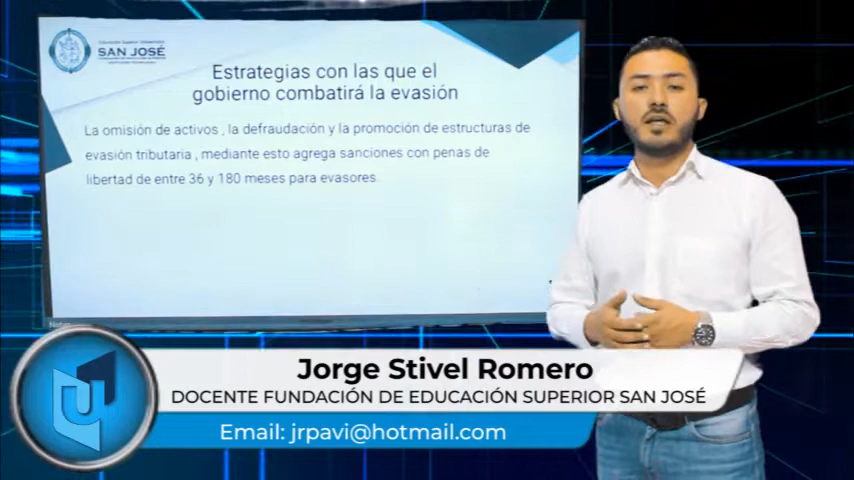 SAN JOSÉ
Estrategias con las que el
gobierno combatirá la evasión
La omisión de activos , la defraudación y la promoción de estructuras de
evasión tributaria , mediante esto agrega sanciones con penas de
libertad de entre 36 y 180 meses para evasores.
Jorge Stivel Romero
DOCENTE FUNDACIÓN DE EDUCACIÓN SUPERIOR SAN JOSÉ
Email: jrpavi@hotmail.com